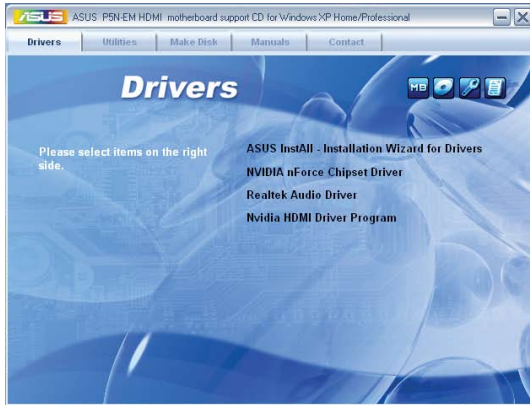 ASUS P5N-EM HDMI motherboard support CD for Windows XP Home/Professional
Drivers Utilities Make Disk Manuals Contact
Drivers
MB
Please select items on the right
side.
ASUS InstAll - Installation Wizard for Drivers
NVIDIA nForce Chipset Driver
Realtek Audio Driver
Nvidia HDMI Driver Program